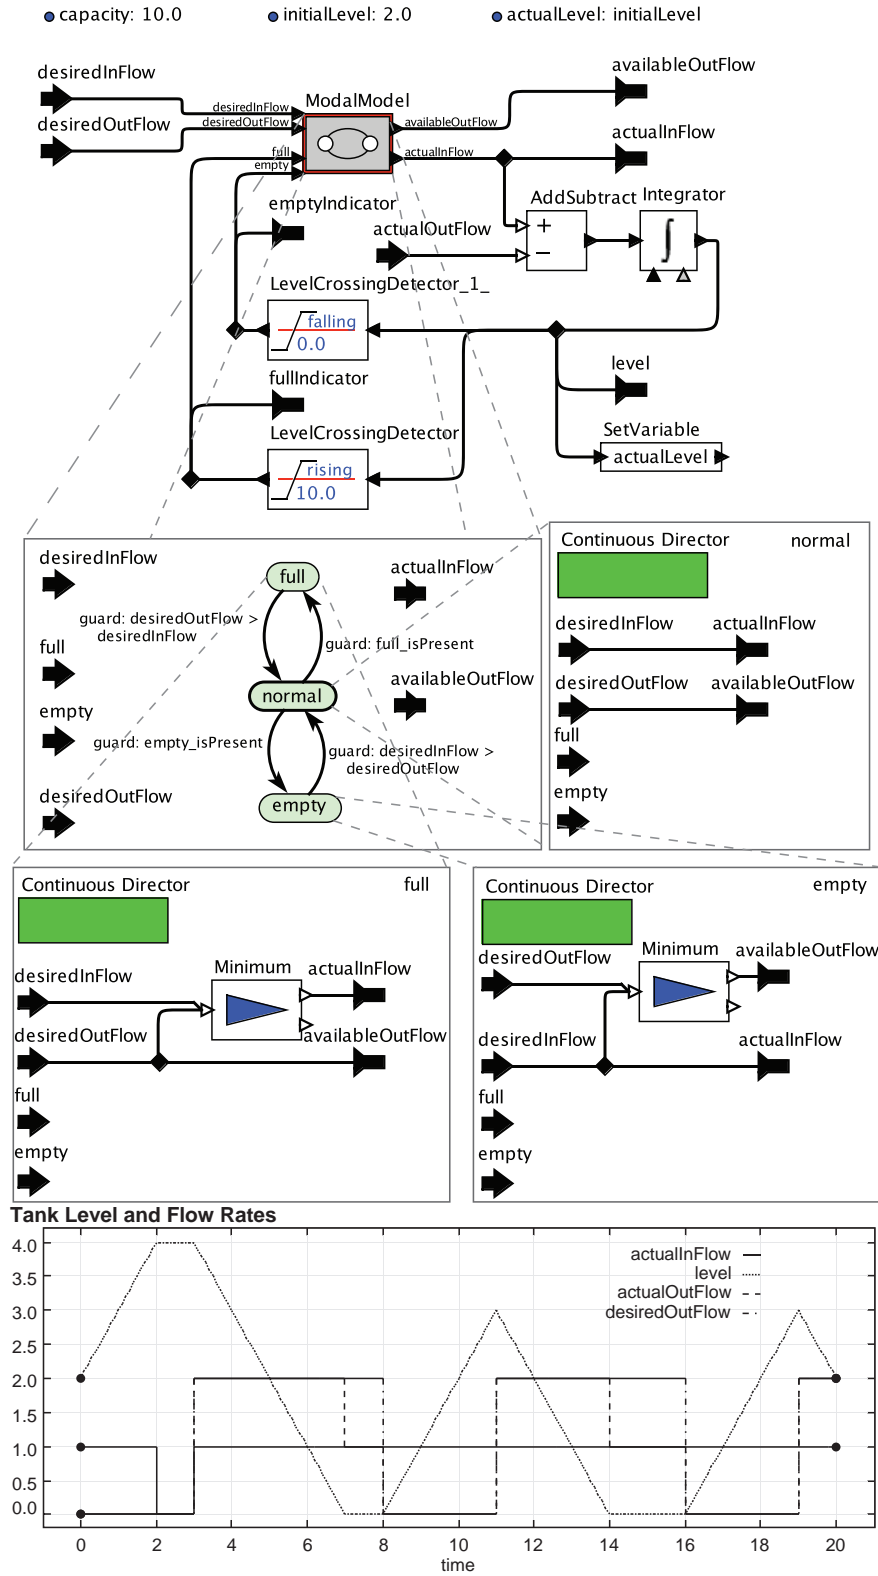 capacity: 10.0
initialLevel: 2.0
actualLevel: initialLevel
desiredInFlow
desiredOutFlow
desiredInFlow
desiredOutFlow
full
empty
ModalModel
availableOutFlow
actualInFlow
availableOutFlow
actualInFlow
emptyIndicator
actualOutFlow
AddSubtract
+
−
Integrator
∫
LevelCrossingDetector_1_
falling
0.0
fullIndicator
level
LevelCrossingDetector
rising
10.0
SetVariable
actualLevel
desiredInFlow
full
empty
desiredOutFlow
full
guard: desiredOutFlow >
desiredInFlow
guard: full_isPresent
normal
guard: empty_isPresent
guard: desiredInFlow >
desiredOutFlow
empty
actualInFlow
availableOutFlow
Continuous Director
normal
desiredInFlow
actualInFlow
desiredOutFlow
availableOutFlow
full
empty
Continuous Director
full
desiredInFlow
Minimum
actualInFlow
desiredOutFlow
availableOutFlow
full
empty
Continuous Director
empty
desiredOutFlow
Minimum
availableOutFlow
desiredInFlow
actualInFlow
full
empty
Tank Level and Flow Rates
4.0
3.5
3.0
2.5
2.0
1.5
1.0
0.5
0.0
actualInFlow
level
actualOutFlow
desiredOutFlow
0 2 4 6 8 10 12 14 16 18 20
time